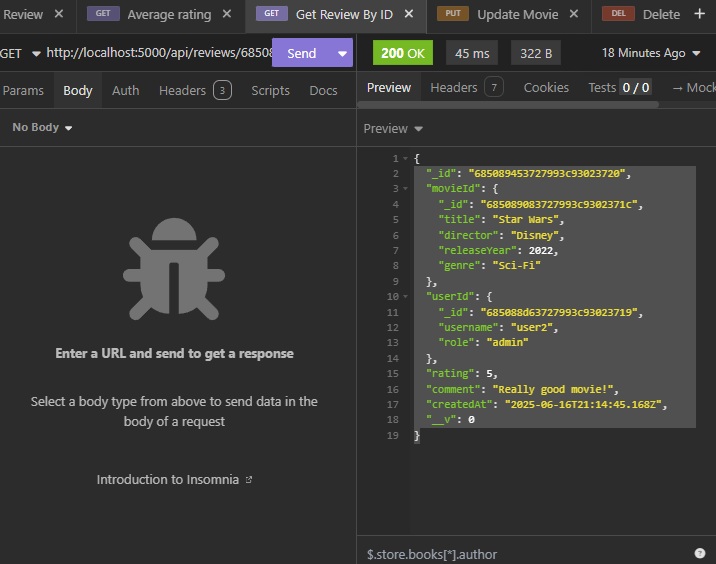 Review × GET Average rating × GET Get Review By ID × PUT Update Movie × DEL Delete +
GET http://localhost:5000/api/reviews/6850 Send 200 OK 45 ms 322 B 18 Minutes Ago
Params Body Auth Headers 3 Scripts Docs
Preview Headers 7 Cookies Tests 0 / 0 → Mock
No Body
Preview
1 {
2 "_id": "685089453727993c93023720",
3 "movieId": {
4 "_id": "685089083727993c9302371c",
5 "title": "Star Wars",
6 "director": "Disney",
7 "releaseYear": 2022,
8 "genre": "Sci-Fi"
9 },
10 "userId": {
11 "_id": "685088d63727993c93023719",
12 "username": "user2",
13 "role": "admin"
14 },
15 "rating": 5,
16 "comment": "Really good movie!",
17 "createdAt": "2025-06-16T21:14:45.168Z",
18 "__v": 0
19 }
Enter a URL and send to get a response
Select a body type from above to send data in the
body of a request
Introduction to Insomnia
$.store.books[*].author
?